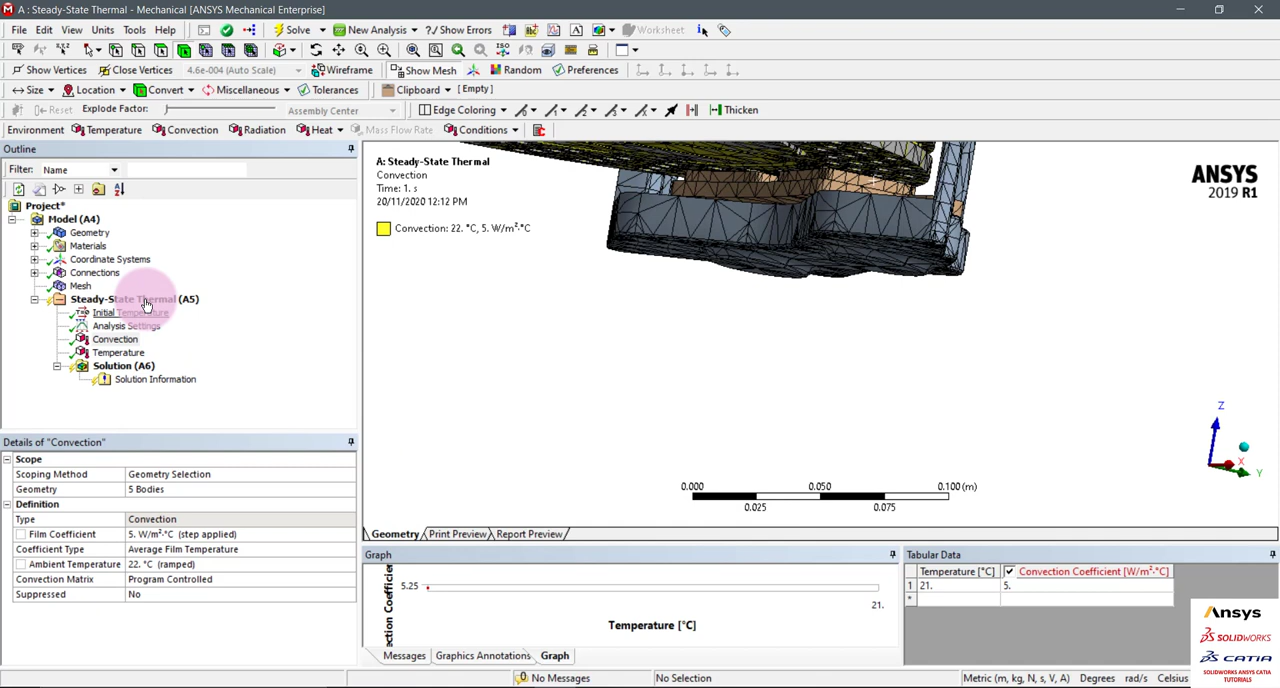 A : Steady-State Thermal - Mechanical [ANSYS Mechanical Enterprise]
File Edit View Units Tools Help Solve New Analysis ?/ Show Errors Worksheet
Show Vertices Close Vertices 4.6e-004 (Auto Scale) Wireframe Show Mesh Random Preferences
Size Location Convert Miscellaneous Tolerances Clipboard [Empty]
Reset Explode Factor: Assembly Center Edge Coloring Thicken
Environment Temperature Convection Radiation Heat Mass Flow Rate Conditions
Outline
Filter: Name
Project*
Model (A4)
Geometry
Materials
Coordinate Systems
Connections
Mesh
Steady-State Thermal (A5)
Initial Temperature
Analysis Settings
Convection
Temperature
Solution (A6)
Solution Information
Details of "Convection"
Scope
Scoping Method Geometry Selection
Geometry 5 Bodies
Definition
Type Convection
Film Coefficient 5. W/m²·°C (step applied)
Coefficient Type Average Film Temperature
Ambient Temperature 22. °C (ramped)
Convection Matrix Program Controlled
Suppressed No
A: Steady-State Thermal
Convection
Time: 1. s
20/11/2020 12:12 PM
Convection: 22. °C, 5. W/m²·°C
ANSYS
2019 R1
Z
X
Y
0.000 0.050 0.100 (m)
0.025 0.075
Geometry Print Preview Report Preview
Graph
5.25
21.
Temperature [°C]
Messages Graphics Annotations Graph
Tabular Data
Temperature [°C] Convection Coefficient [W/m²·°C]
1 21. 5.
*
Ansys
SOLIDWORKS
CATIA
SOLIDWORKS ANSYS CATIA
TUTORIALS
No Messages No Selection Metric (m, kg, N, s, V, A) Degrees rad/s Celsius